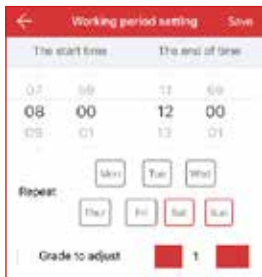 Working period setting Save
The start time The end of time
07 59 11 59
08 00 12 00
09 01 13 01
Mon Tue Wed
Repeat
Thur Fri Sat Sun
Grade to adjust 1